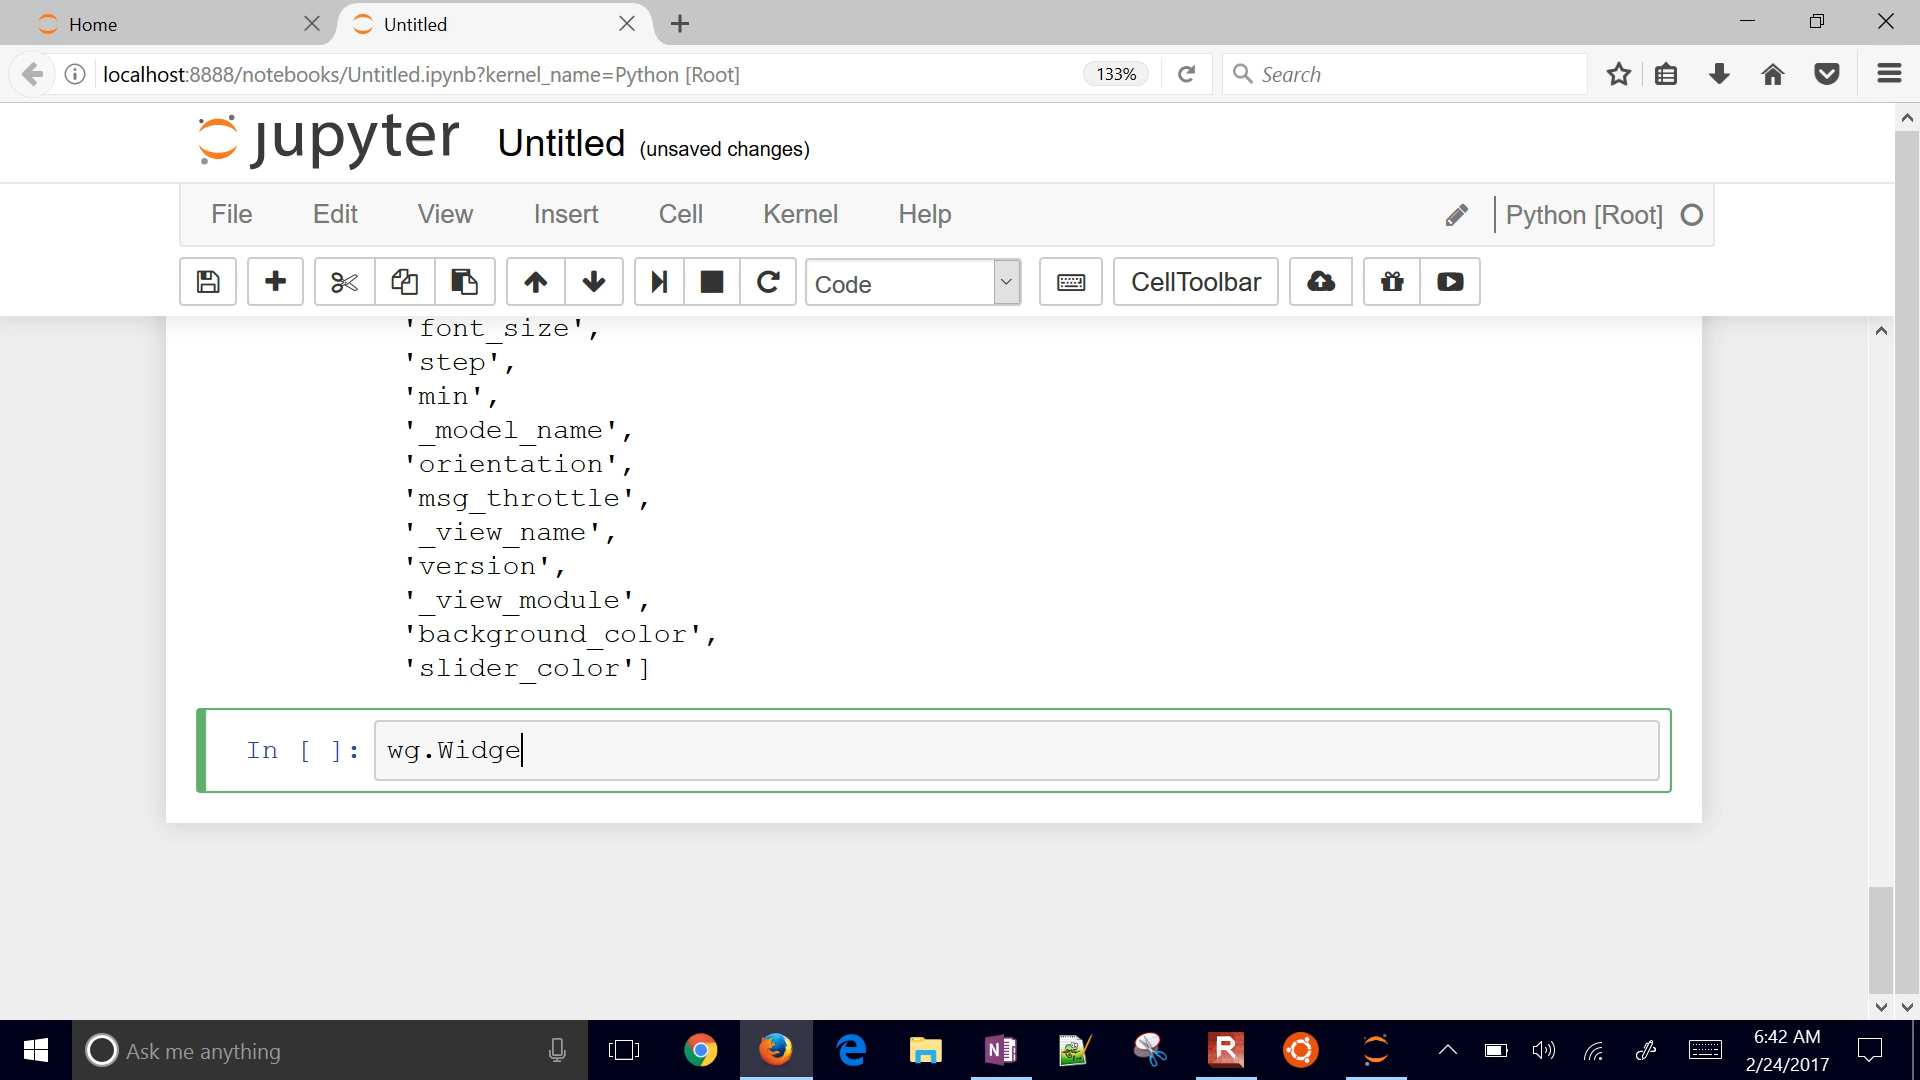 Home
Untitled
localhost:8888/notebooks/Untitled.ipynb?kernel_name=Python [Root]
133%
Search
jupyter Untitled (unsaved changes)
File Edit View Insert Cell Kernel Help
Python [Root]
Code
CellToolbar
'font_size',
'step',
'min',
'_model_name',
'orientation',
'msg_throttle',
'_view_name',
'version',
'_view_module',
'background_color',
'slider_color']
In [ ]: wg.Widge
Ask me anything
N
R
6:42 AM
2/24/2017